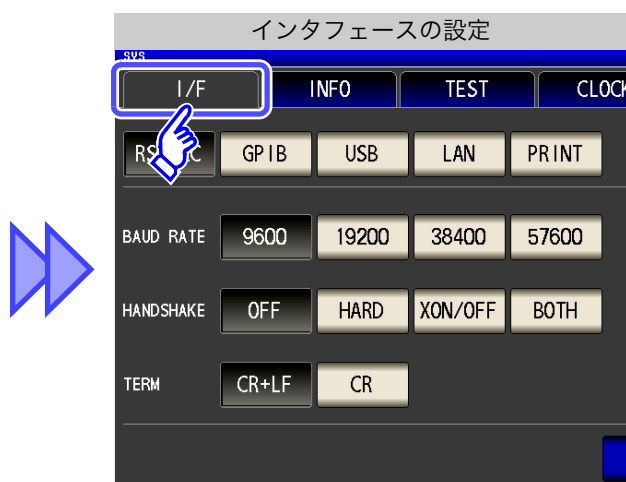 インタフェースの設定
SYS
I/F INFO TEST
GPIB USB LAN PRINT
BAUD RATE 9600 19200 38400 57600
HANDSHAKE OFF HARD XON/OFF BOTH
TERM CR+LF CR